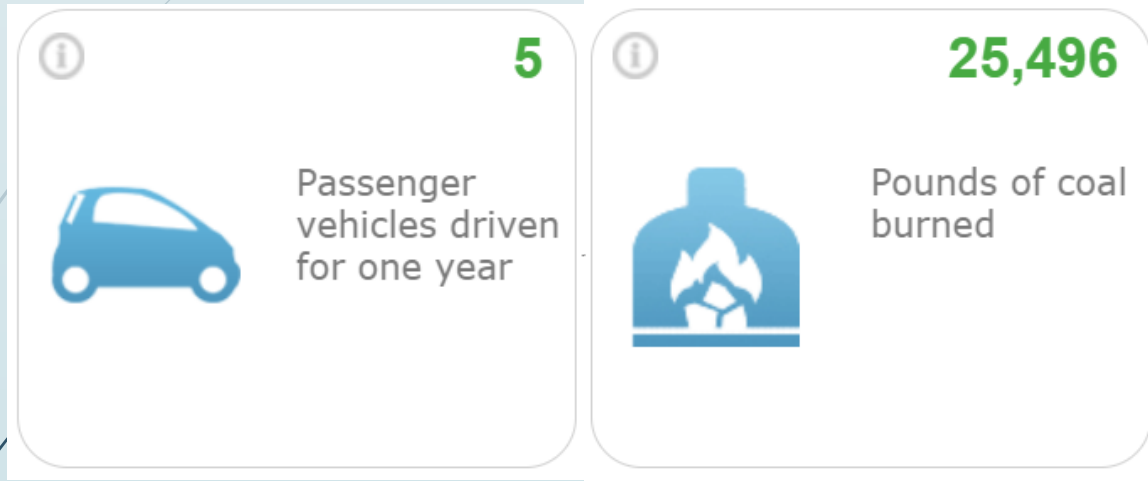 5
Passenger
vehicles driven
for one year
25,496
Pounds of coal
burned